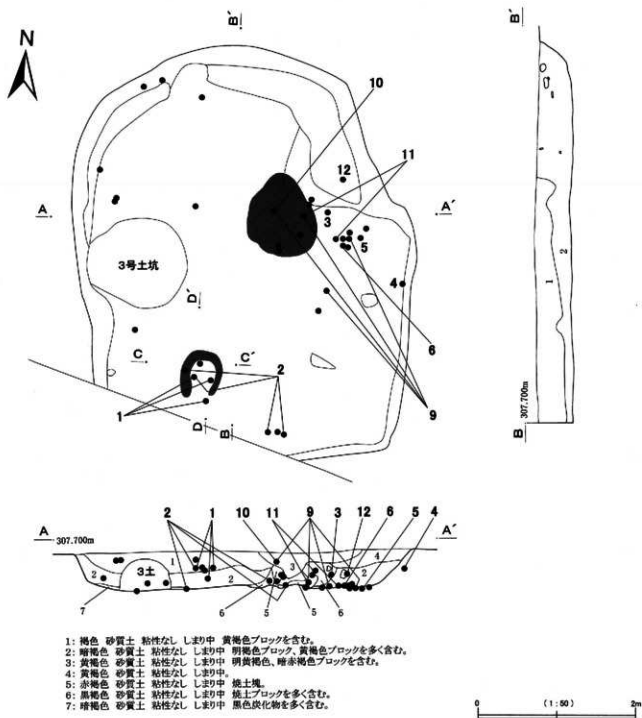 N
B'
B'
10
11
12
3
A
A'
5
3号土坑
4
D'
6
2
1
C
C'
2
9
1
D
B
307.700m
B
A 307.700m
2 1 10 11 9 3 12 6 5 4
A'
1 3 4
2 3土 2 2
7 6 5 5 6
1：褐色 砂質土 粘性なし しまり中 黄褐色ブロックを含む。
2：暗褐色 砂質土 粘性なし しまり中 明褐色ブロック、黄褐色ブロックを多く含む。
3：黄褐色 砂質土 粘性なし しまり中 明黄褐色、暗赤褐色ブロックを含む。
4：黄褐色 砂質土 粘性なし しまり中。
5：赤褐色 砂質土 粘性なし しまり中 焼土塊。
6：黒褐色 砂質土 粘性なし しまり中 焼土ブロックを多く含む。
7：暗褐色 砂質土 粘性なし しまり中 黒色炭化物を多く含む。
0 (1:50) 2m